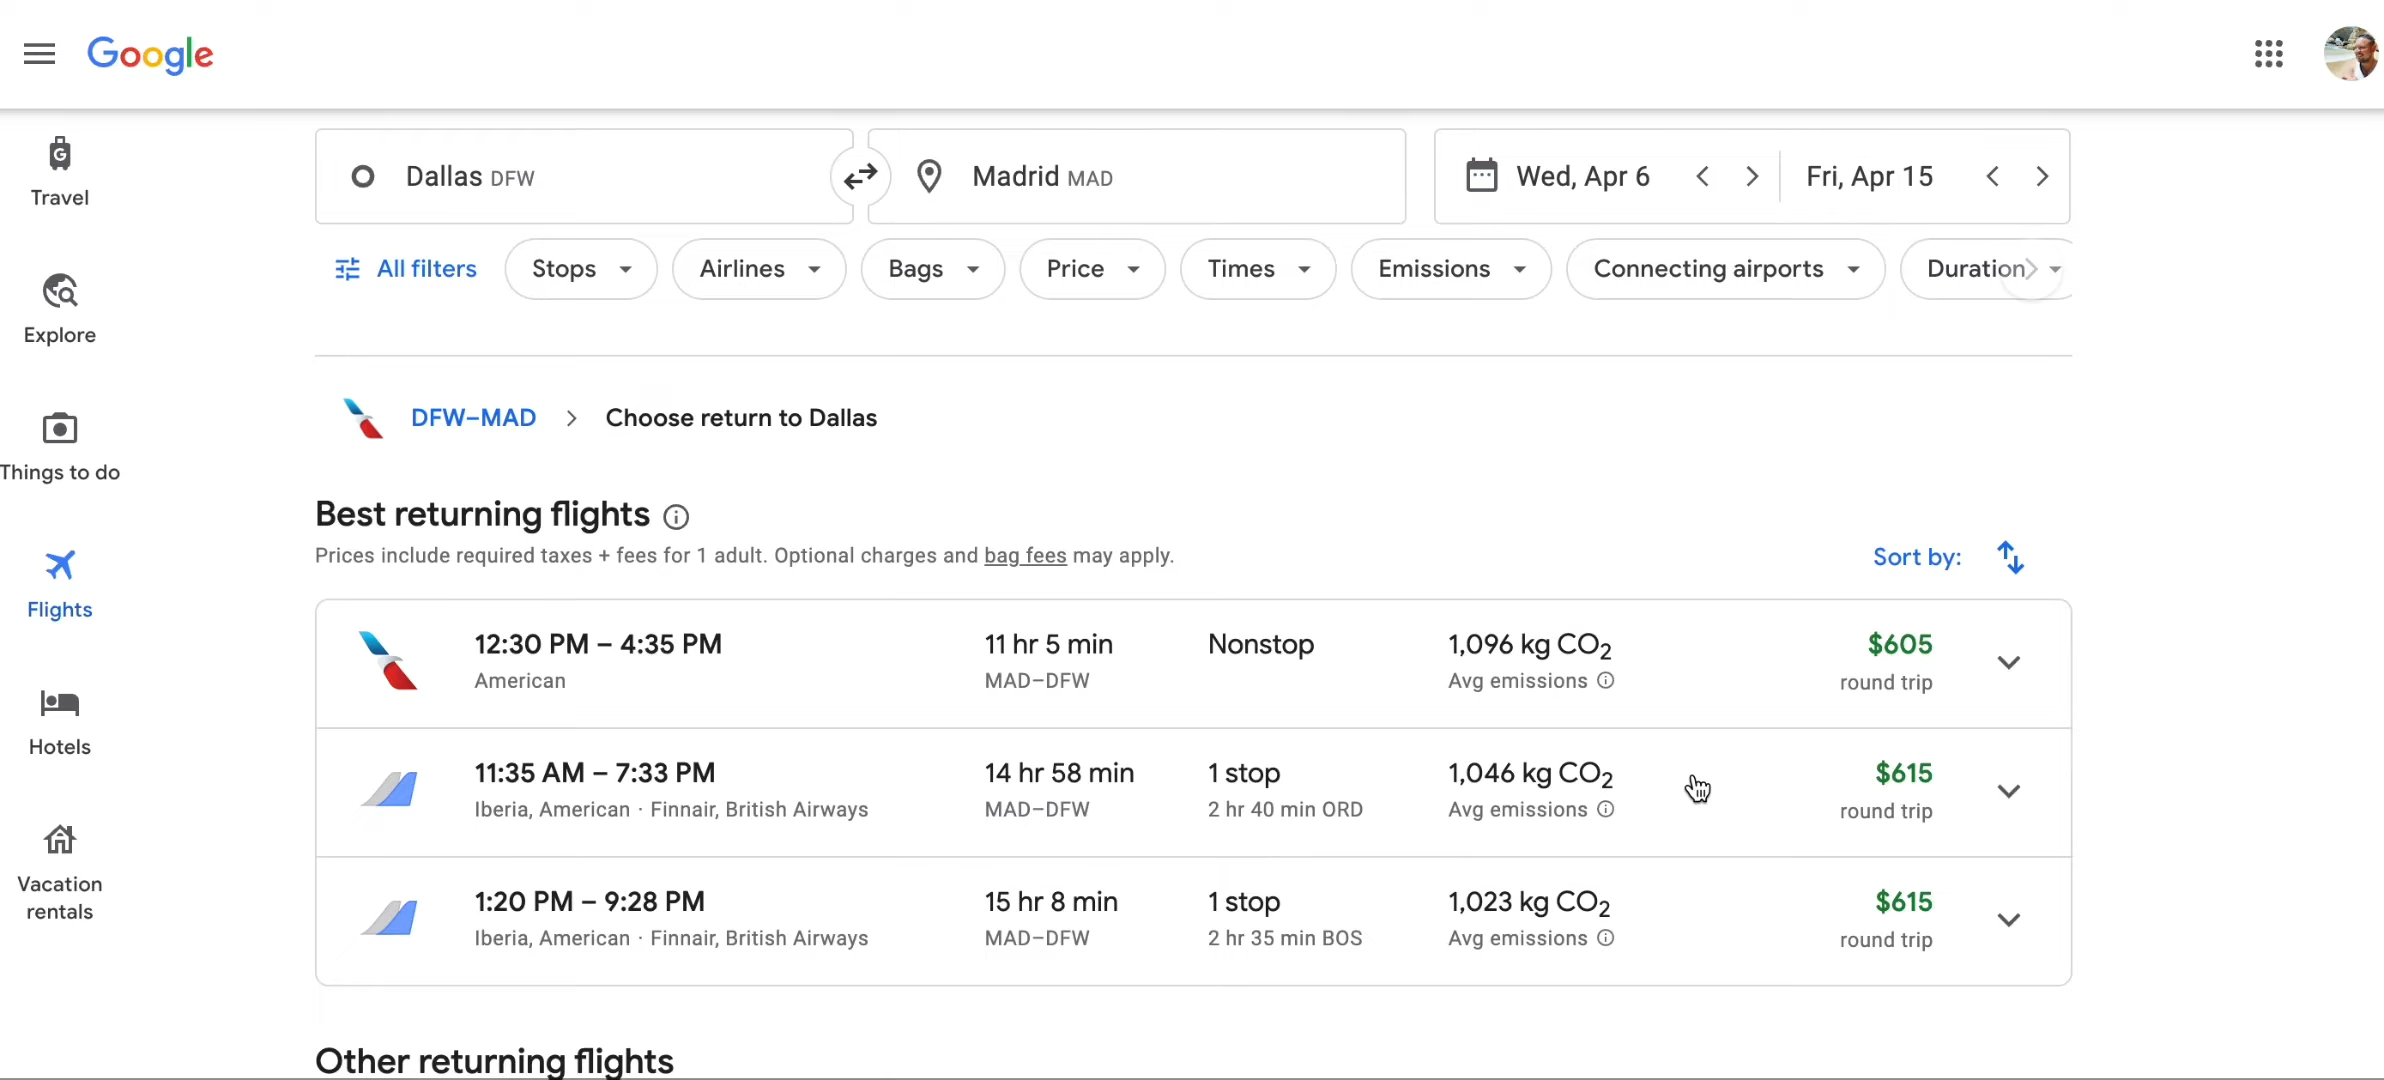 Google
Travel
Explore
Things to do
Flights
Hotels
Vacation
rentals
Dallas DFW
Madrid MAD
Wed, Apr 6
Fri, Apr 15
All filters
Stops
Airlines
Bags
Price
Times
Emissions
Connecting airports
Duration
DFW–MAD
Choose return to Dallas
Best returning flights
Prices include required taxes + fees for 1 adult. Optional charges and bag fees may apply.
Sort by:
12:30 PM – 4:35 PM 11 hr 5 min Nonstop 1,096 kg CO2 $605
American MAD–DFW Avg emissions round trip
11:35 AM – 7:33 PM 14 hr 58 min 1 stop 1,046 kg CO2 $615
Iberia, American · Finnair, British Airways MAD–DFW 2 hr 40 min ORD Avg emissions round trip
1:20 PM – 9:28 PM 15 hr 8 min 1 stop 1,023 kg CO2 $615
Iberia, American · Finnair, British Airways MAD–DFW 2 hr 35 min BOS Avg emissions round trip
Other returning flights